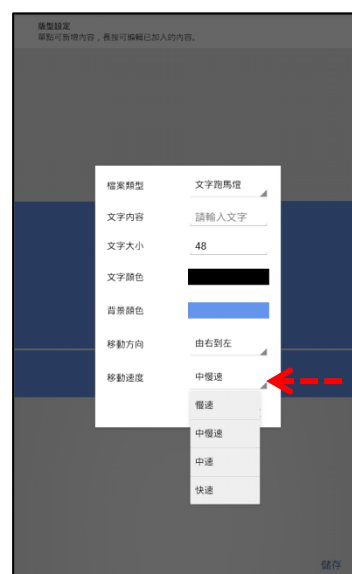 版型設定
單點可新增內容，長按可編輯已加入的內容。
檔案類型 文字跑馬燈
文字內容 請輸入文字
文字大小 48
文字顏色
背景顏色
移動方向 由右到左
移動速度 中慢速
慢速
中慢速
中速
快速
儲存